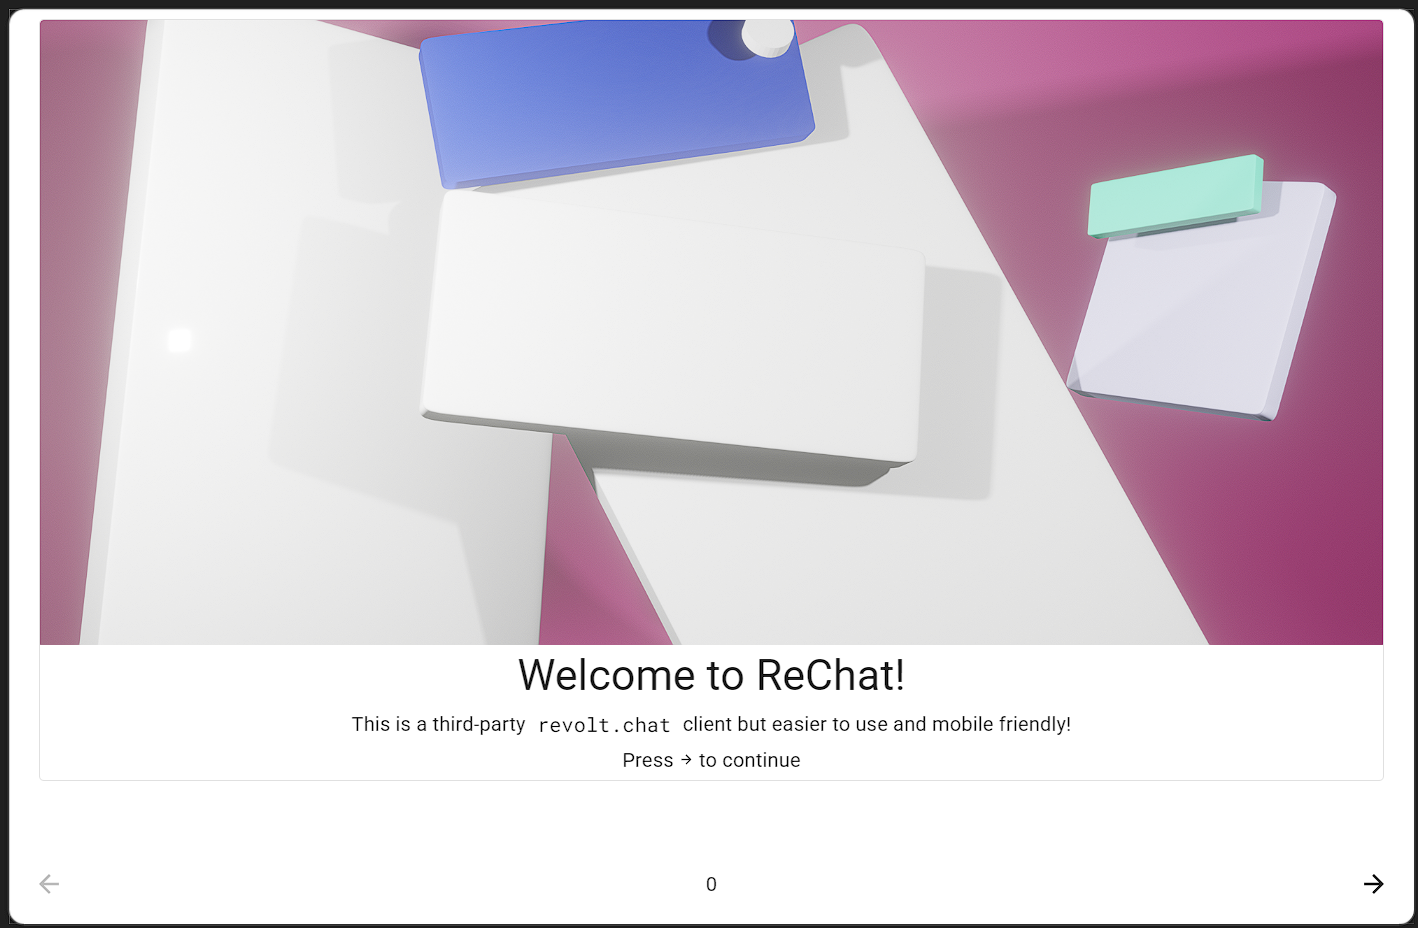 Welcome to ReChat!
This is a third-party revolt.chat client but easier to use and mobile friendly!
Press → to continue
0